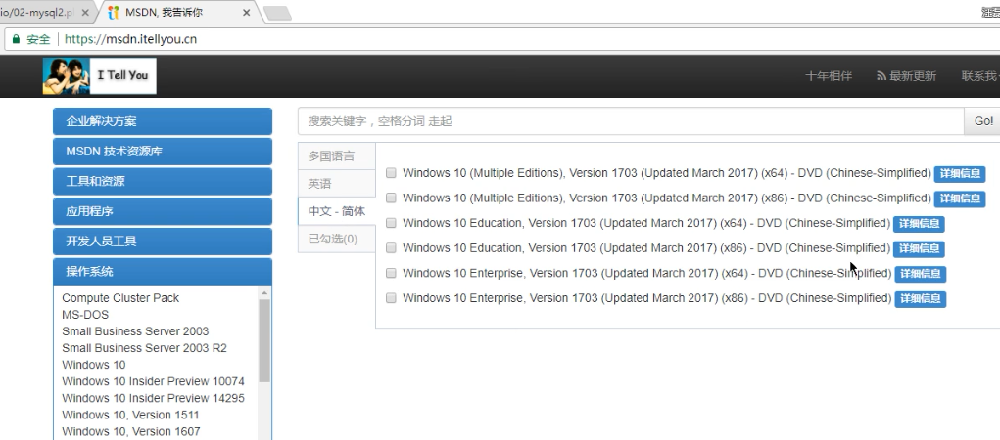 io/02-mysql2.p
MSDN, 我告诉你
安全
https://msdn.itellyou.cn
I Tell You
十年相伴
最新更新
联系我
企业解决方案
MSDN 技术资源库
工具和资源
应用程序
开发人员工具
操作系统
Compute Cluster Pack
MS-DOS
Small Business Server 2003
Small Business Server 2003 R2
Windows 10
Windows 10 Insider Preview 10074
Windows 10 Insider Preview 14295
Windows 10, Version 1511
Windows 10, Version 1607
搜索关键字，空格分词 走起
Go!
多国语言
英语
中文 - 简体
已勾选(0)
Windows 10 (Multiple Editions), Version 1703 (Updated March 2017) (x64) - DVD (Chinese-Simplified) 详细信息
Windows 10 (Multiple Editions), Version 1703 (Updated March 2017) (x86) - DVD (Chinese-Simplified) 详细信息
Windows 10 Education, Version 1703 (Updated March 2017) (x64) - DVD (Chinese-Simplified) 详细信息
Windows 10 Education, Version 1703 (Updated March 2017) (x86) - DVD (Chinese-Simplified) 详细信息
Windows 10 Enterprise, Version 1703 (Updated March 2017) (x64) - DVD (Chinese-Simplified) 详细信息
Windows 10 Enterprise, Version 1703 (Updated March 2017) (x86) - DVD (Chinese-Simplified) 详细信息